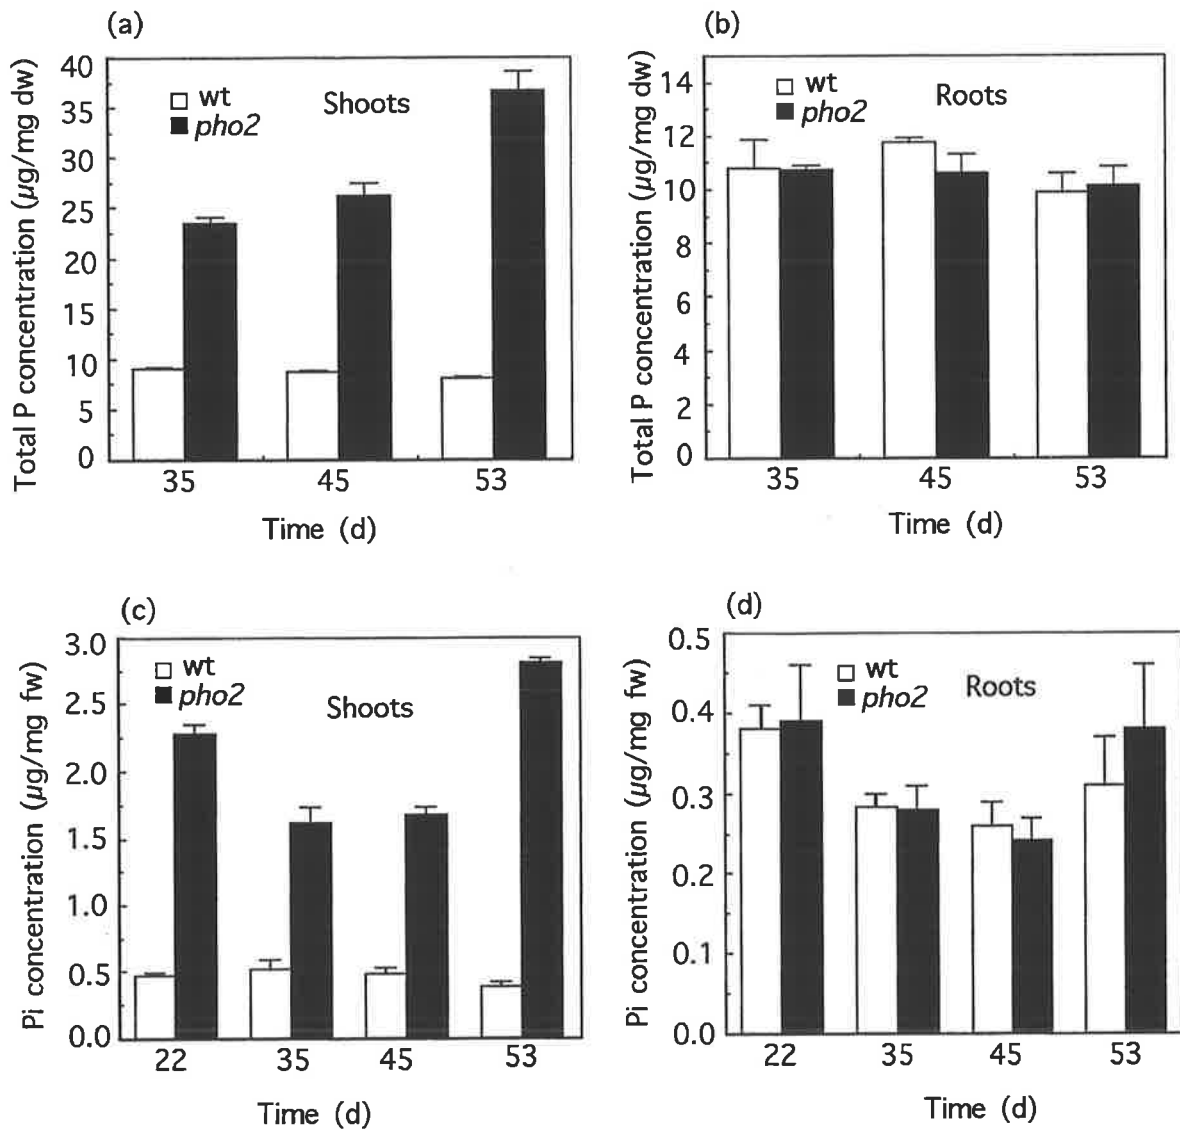 (a)
Total P concentration (µg/mg dw)
40
35
30
25
20
15
10
5
0
wt
pho2
Shoots
35 45 53
Time (d)
(b)
Total P concentration (µg/mg dw)
14
12
10
8
6
4
2
0
wt
pho2
Roots
35 45 53
Time (d)
(c)
Pi concentration (µg/mg fw)
3.0
2.5
2.0
1.5
1.0
0.5
0.0
wt
pho2
Shoots
22 35 45 53
Time (d)
(d)
Pi concentration (µg/mg fw)
0.5
0.4
0.3
0.2
0.1
0.0
wt
pho2
Roots
22 35 45 53
Time (d)